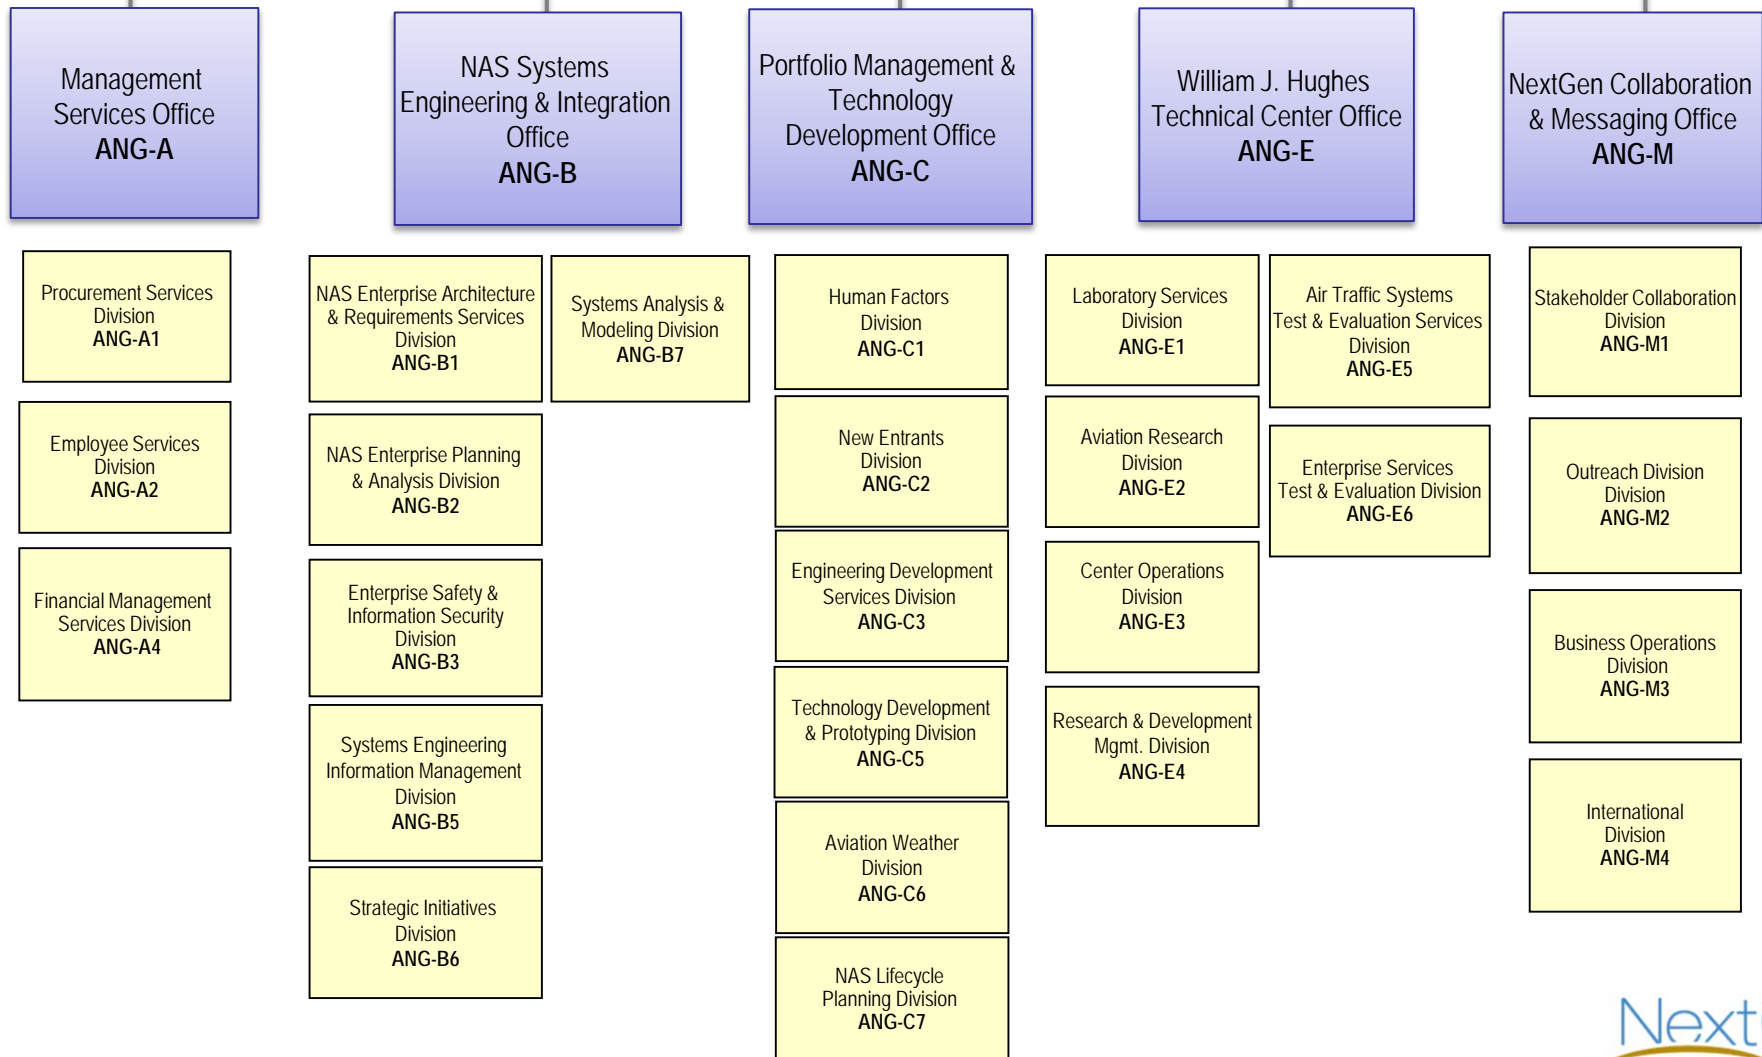 Management
Services Office
ANG-A
NAS Systems
Engineering & Integration
Office
ANG-B
Portfolio Management &
Technology
Development Office
ANG-C
William J. Hughes
Technical Center Office
ANG-E
NextGen Collaboration
& Messaging Office
ANG-M
Procurement Services
Division
ANG-A1
Employee Services
Division
ANG-A2
Financial Management
Services Division
ANG-A4
NAS Enterprise Architecture
& Requirements Services
Division
ANG-B1
NAS Enterprise Planning
& Analysis Division
ANG-B2
Enterprise Safety &
Information Security
Division
ANG-B3
Systems Engineering
Information Management
Division
ANG-B5
Strategic Initiatives
Division
ANG-B6
Systems Analysis &
Modeling Division
ANG-B7
Human Factors
Division
ANG-C1
New Entrants
Division
ANG-C2
Engineering Development
Services Division
ANG-C3
Technology Development
& Prototyping Division
ANG-C5
Aviation Weather
Division
ANG-C6
NAS Lifecycle
Planning Division
ANG-C7
Laboratory Services
Division
ANG-E1
Aviation Research
Division
ANG-E2
Center Operations
Division
ANG-E3
Research & Development
Mgmt. Division
ANG-E4
Air Traffic Systems
Test & Evaluation Services
Division
ANG-E5
Enterprise Services
Test & Evaluation Division
ANG-E6
Stakeholder Collaboration
Division
ANG-M1
Outreach Division
Division
ANG-M2
Business Operations
Division
ANG-M3
International
Division
ANG-M4
Next